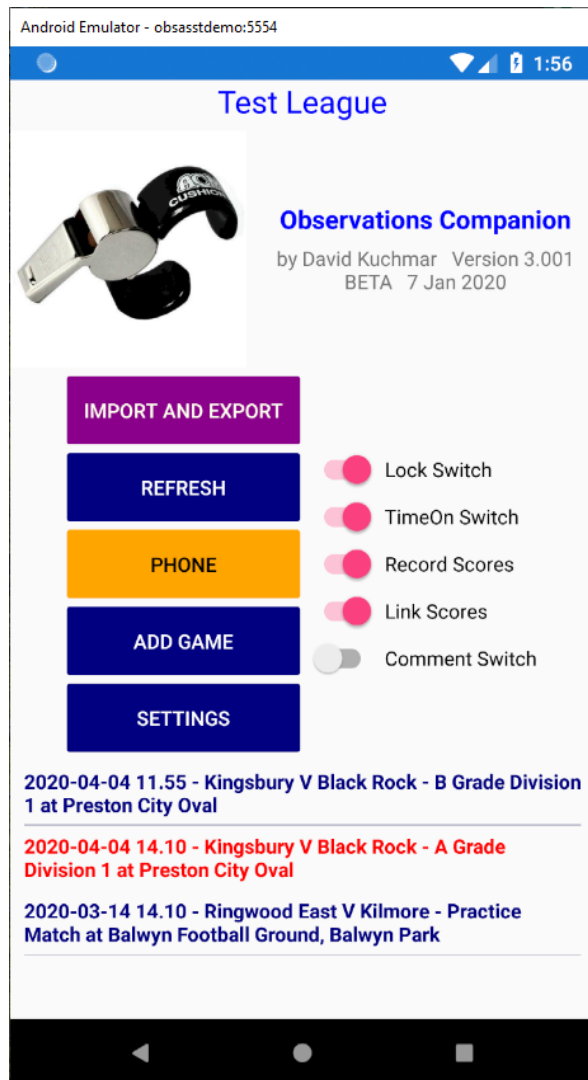 Android Emulator - obsasstdemo:5554
1:56
Test League
ACME
CUSHION
Observations Companion
by David Kuchmar Version 3.001
BETA 7 Jan 2020
IMPORT AND EXPORT
REFRESH
Lock Switch
TimeOn Switch
PHONE
Record Scores
Link Scores
ADD GAME
Comment Switch
SETTINGS
2020-04-04 11.55 - Kingsbury V Black Rock - B Grade Division
1 at Preston City Oval
2020-04-04 14.10 - Kingsbury V Black Rock - A Grade
Division 1 at Preston City Oval
2020-03-14 14.10 - Ringwood East V Kilmore - Practice
Match at Balwyn Football Ground, Balwyn Park